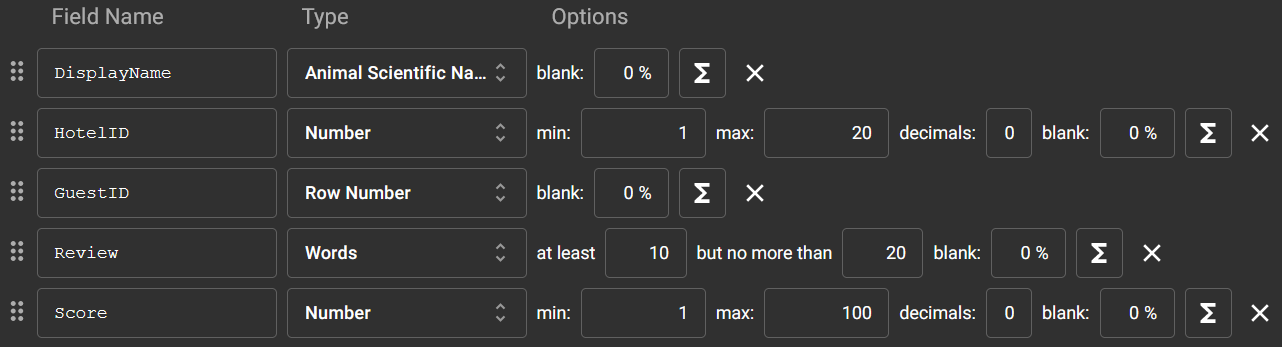 Field Name Type Options
DisplayName Animal Scientific Na... blank: 0 % Σ
HotelID Number min: 1 max: 20 decimals: 0 blank: 0 % Σ
GuestID Row Number blank: 0 % Σ
Review Words at least 10 but no more than 20 blank: 0 % Σ
Score Number min: 1 max: 100 decimals: 0 blank: 0 % Σ